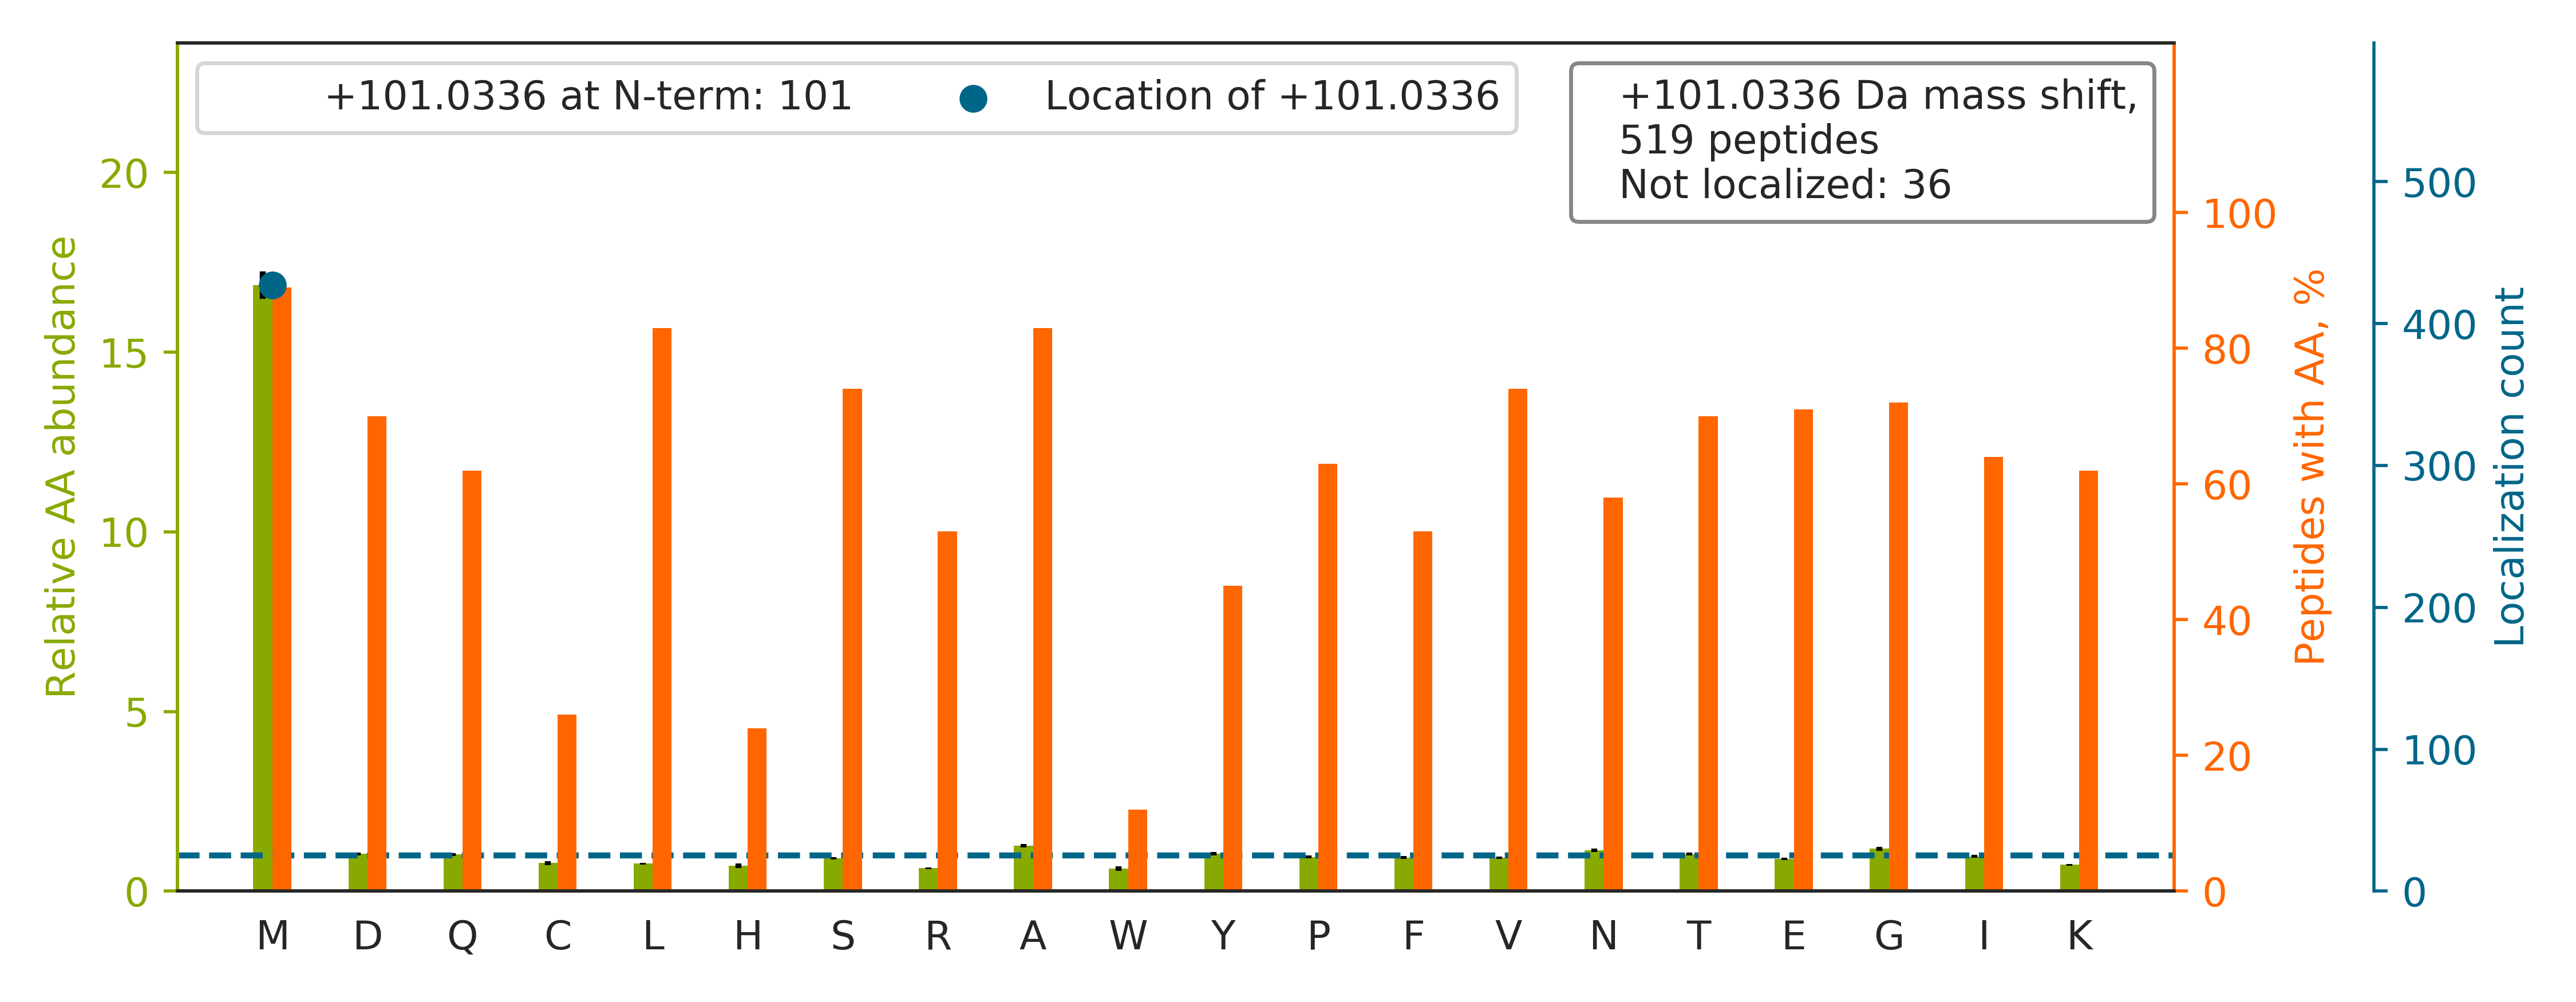 +101.0336 at N-term: 101
Location of +101.0336
+101.0336 Da mass shift,
519 peptides
Not localized: 36
Relative AA abundance
20
15
10
5
0
M D Q C L H S R A W Y P F V N T E G I K
100
80
60
40
20
0
Peptides with AA, %
500
400
300
200
100
0
Localization count